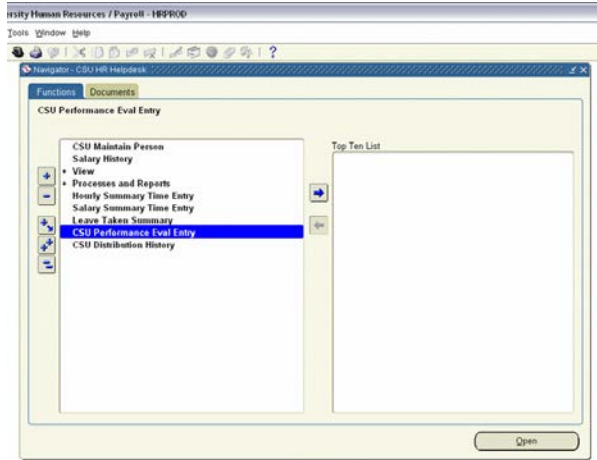 ersity Human Resources / Payroll - HRPROD
Tools Window Help
Navigator - CSU HR Helpdesk
Functions Documents
CSU Performance Eval Entry
CSU Maintain Person
Salary History
+ View
+ Processes and Reports
Hourly Summary Time Entry
Salary Summary Time Entry
Leave Taken Summary
CSU Performance Eval Entry
CSU Distribution History
Top Ten List
Open